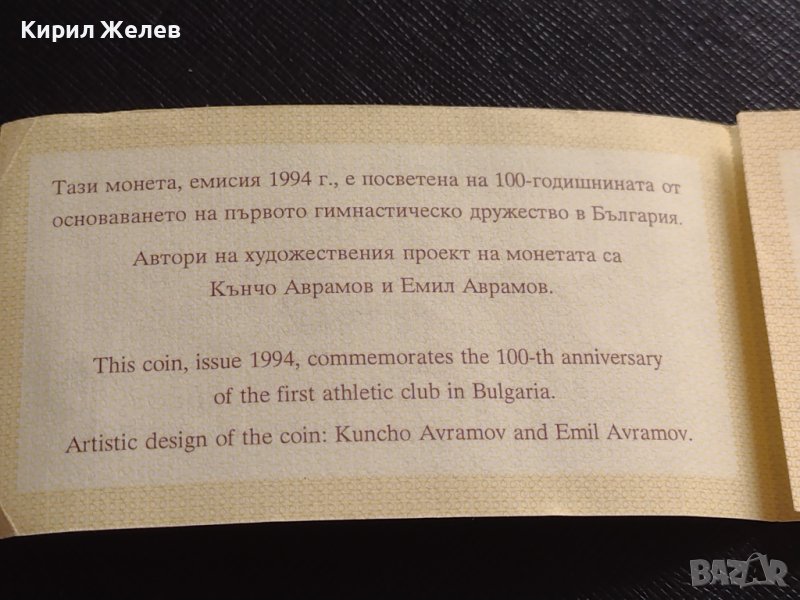 Кирил Желев
Тази монета, емисия 1994 г., е посветена на 100-годишнината от
основаването на първото гимнастическо дружество в България.
Автори на художествения проект на монетата са
Кънчо Аврамов и Емил Аврамов.
This coin, issue 1994, commemorates the 100-th anniversary
of the first athletic club in Bulgaria.
Artistic design of the coin: Kuncho Avramov and Emil Avramov.
BAZAR